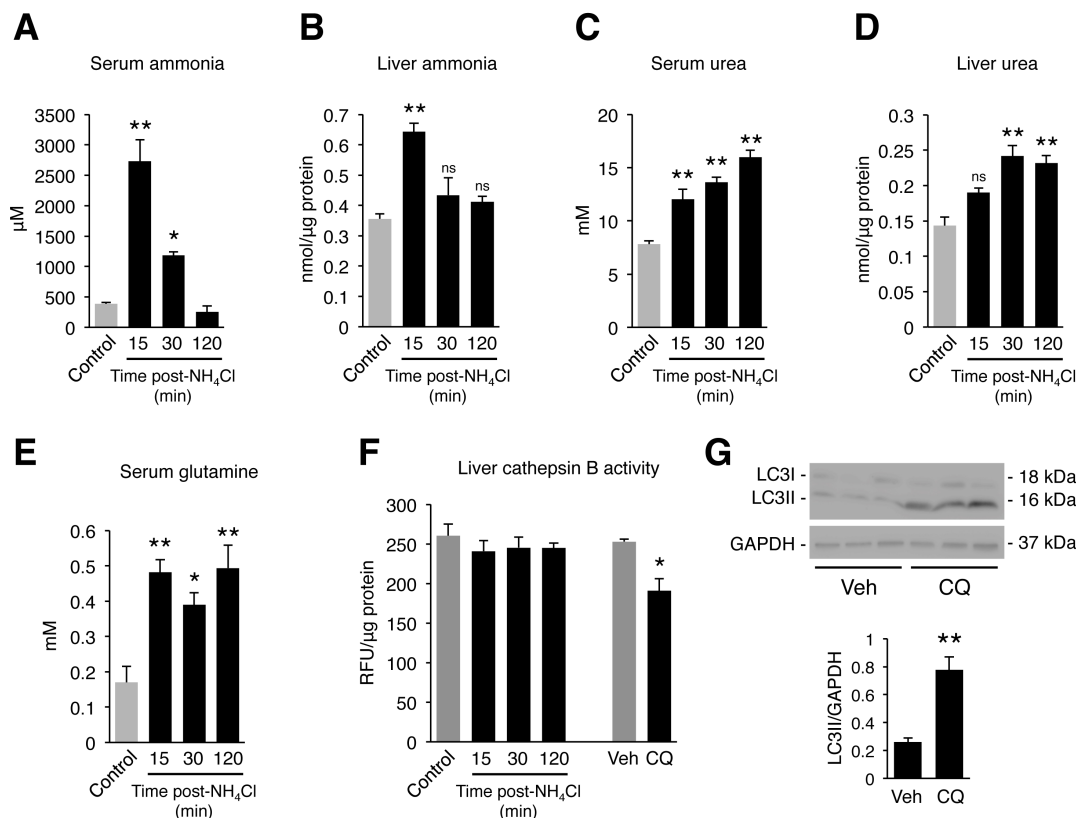 A
Serum ammonia
3500
3000
2500
2000
1500
1000
500
0
µM
**
*
Control
15 30 120
Time post-NH₄Cl
(min)
B
Liver ammonia
0.7
0.6
0.5
0.4
0.3
0.2
0.1
0
nmol/µg protein
**
ns
ns
Control
15 30 120
Time post-NH₄Cl
(min)
C
Serum urea
20
15
10
5
0
mM
**
**
**
Control
15 30 120
Time post-NH₄Cl
(min)
D
Liver urea
0.3
0.25
0.2
0.15
0.1
0.05
0
nmol/µg protein
ns
**
**
Control
15 30 120
Time post-NH₄Cl
(min)
E
Serum glutamine
0.6
0.5
0.4
0.3
0.2
0.1
0
mM
**
*
**
Control
15 30 120
Time post-NH₄Cl
(min)
F
Liver cathepsin B activity
300
250
200
150
100
50
0
RFU/µg protein
*
Control
15 30 120
Veh CQ
Time post-NH₄Cl
(min)
G
LC3I - - 18 kDa
LC3II - - 16 kDa
GAPDH - - 37 kDa
Veh CQ
1
0.8
0.6
0.4
0.2
0
LC3II/GAPDH
**
Veh CQ